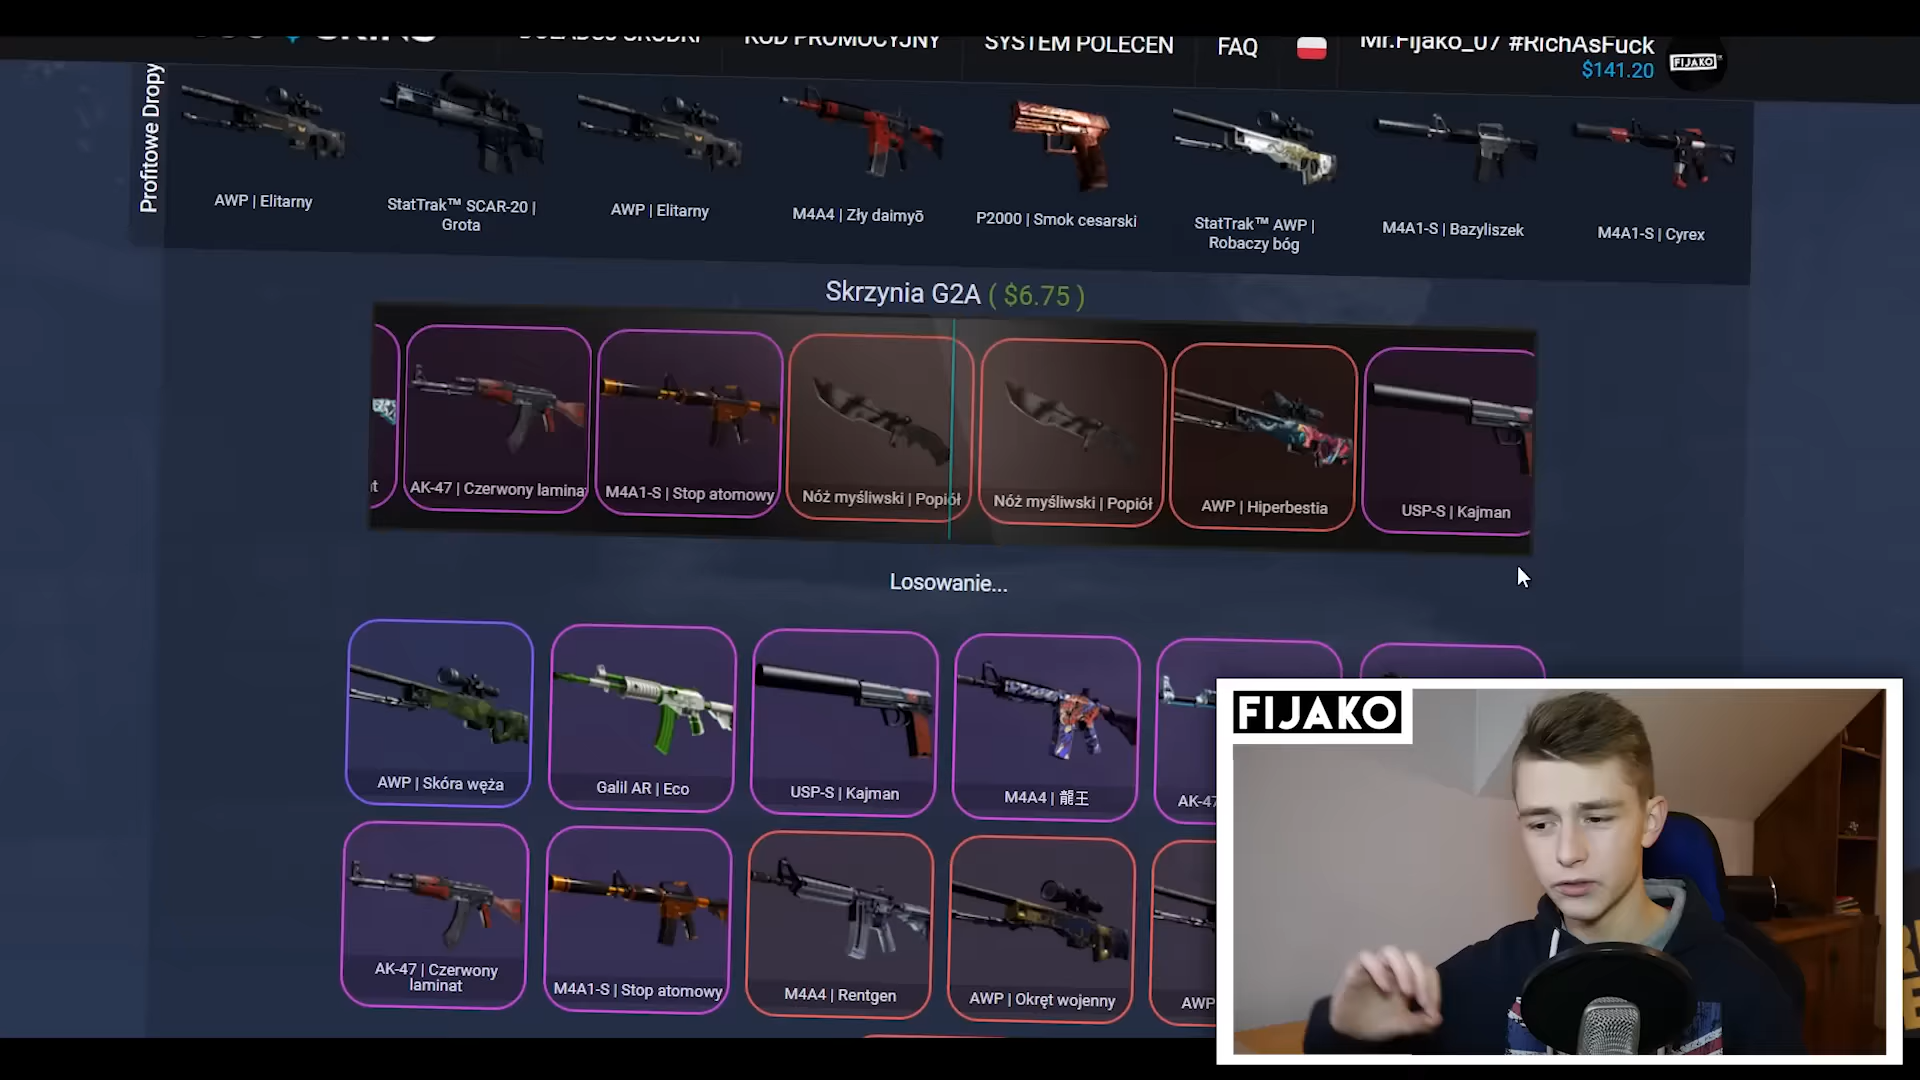 DOŁADUJ ŚRODKI
KOD PROMOCYJNY
SYSTEM POLECEŃ
FAQ
Mr.Fijako_07 #RichAsFuck
$141.20
FIJAKO
Profitowe Dropy
AWP | Elitarny
StatTrak™ SCAR-20 |
Grota
AWP | Elitarny
M4A4 | Zły daimyō
P2000 | Smok cesarski
StatTrak™ AWP |
Robaczy bóg
M4A1-S | Bazyliszek
M4A1-S | Cyrex
Skrzynia G2A ( $6.75 )
AK-47 | Czerwony lamina
M4A1-S | Stop atomowy
Nóż myśliwski | Popiół
Nóż myśliwski | Popiół
AWP | Hiperbestia
USP-S | Kajman
Losowanie...
AWP | Skóra węża
Galil AR | Eco
USP-S | Kajman
M4A4 | 龍王
AK-47
AK-47 | Czerwony
laminat
M4A1-S | Stop atomowy
M4A4 | Rentgen
AWP | Okręt wojenny
AWP
FIJAKO